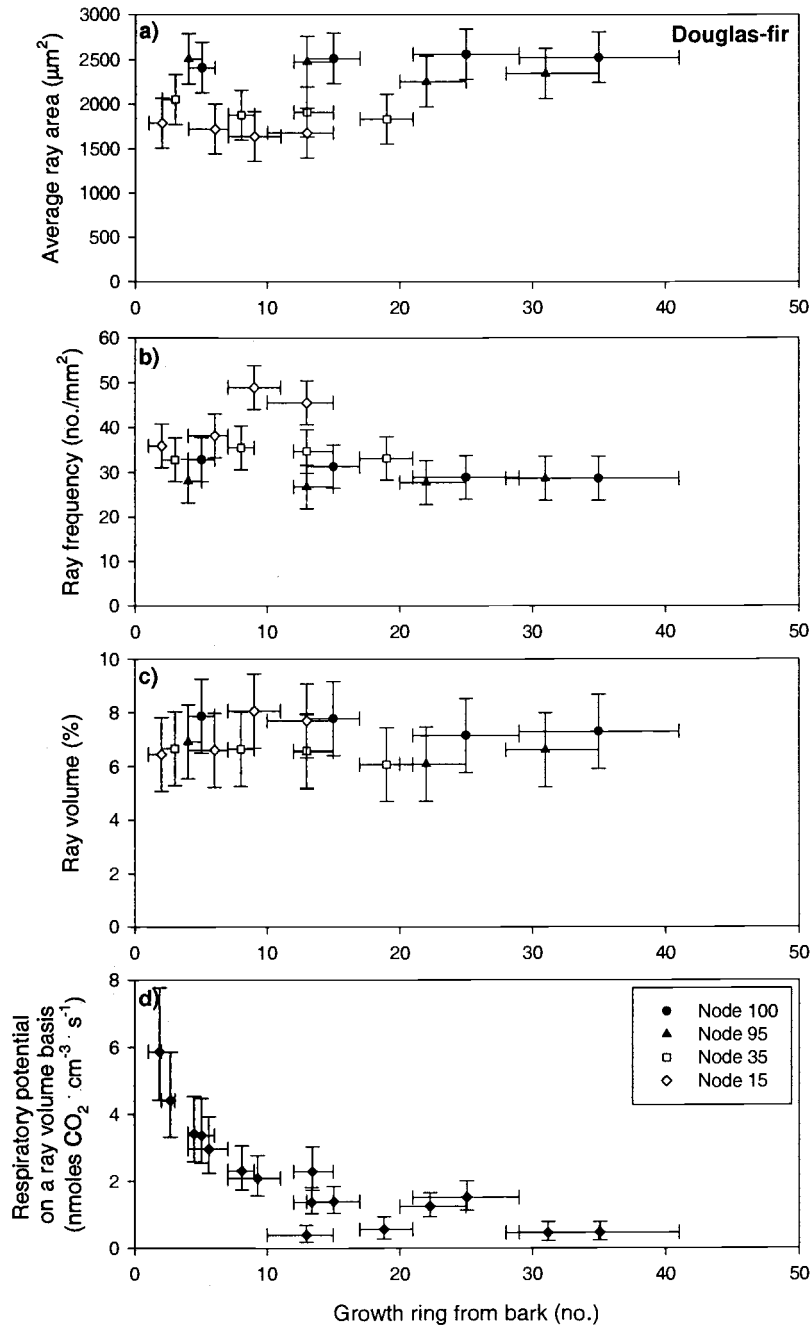 a)
Douglas-fir
Average ray area (µm²)
3000
2500
2000
1500
1000
500
0
0 10 20 30 40 50
b)
Ray frequency (no./mm²)
60
50
40
30
20
10
0
0 10 20 30 40 50
c)
Ray volume (%)
10
8
6
4
2
0
0 10 20 30 40 50
d)
Respiratory potential
on a ray volume basis
(nmoles CO₂ · cm⁻³ · s⁻¹)
8
6
4
2
0
Node 100
Node 95
Node 35
Node 15
0 10 20 30 40 50
Growth ring from bark (no.)